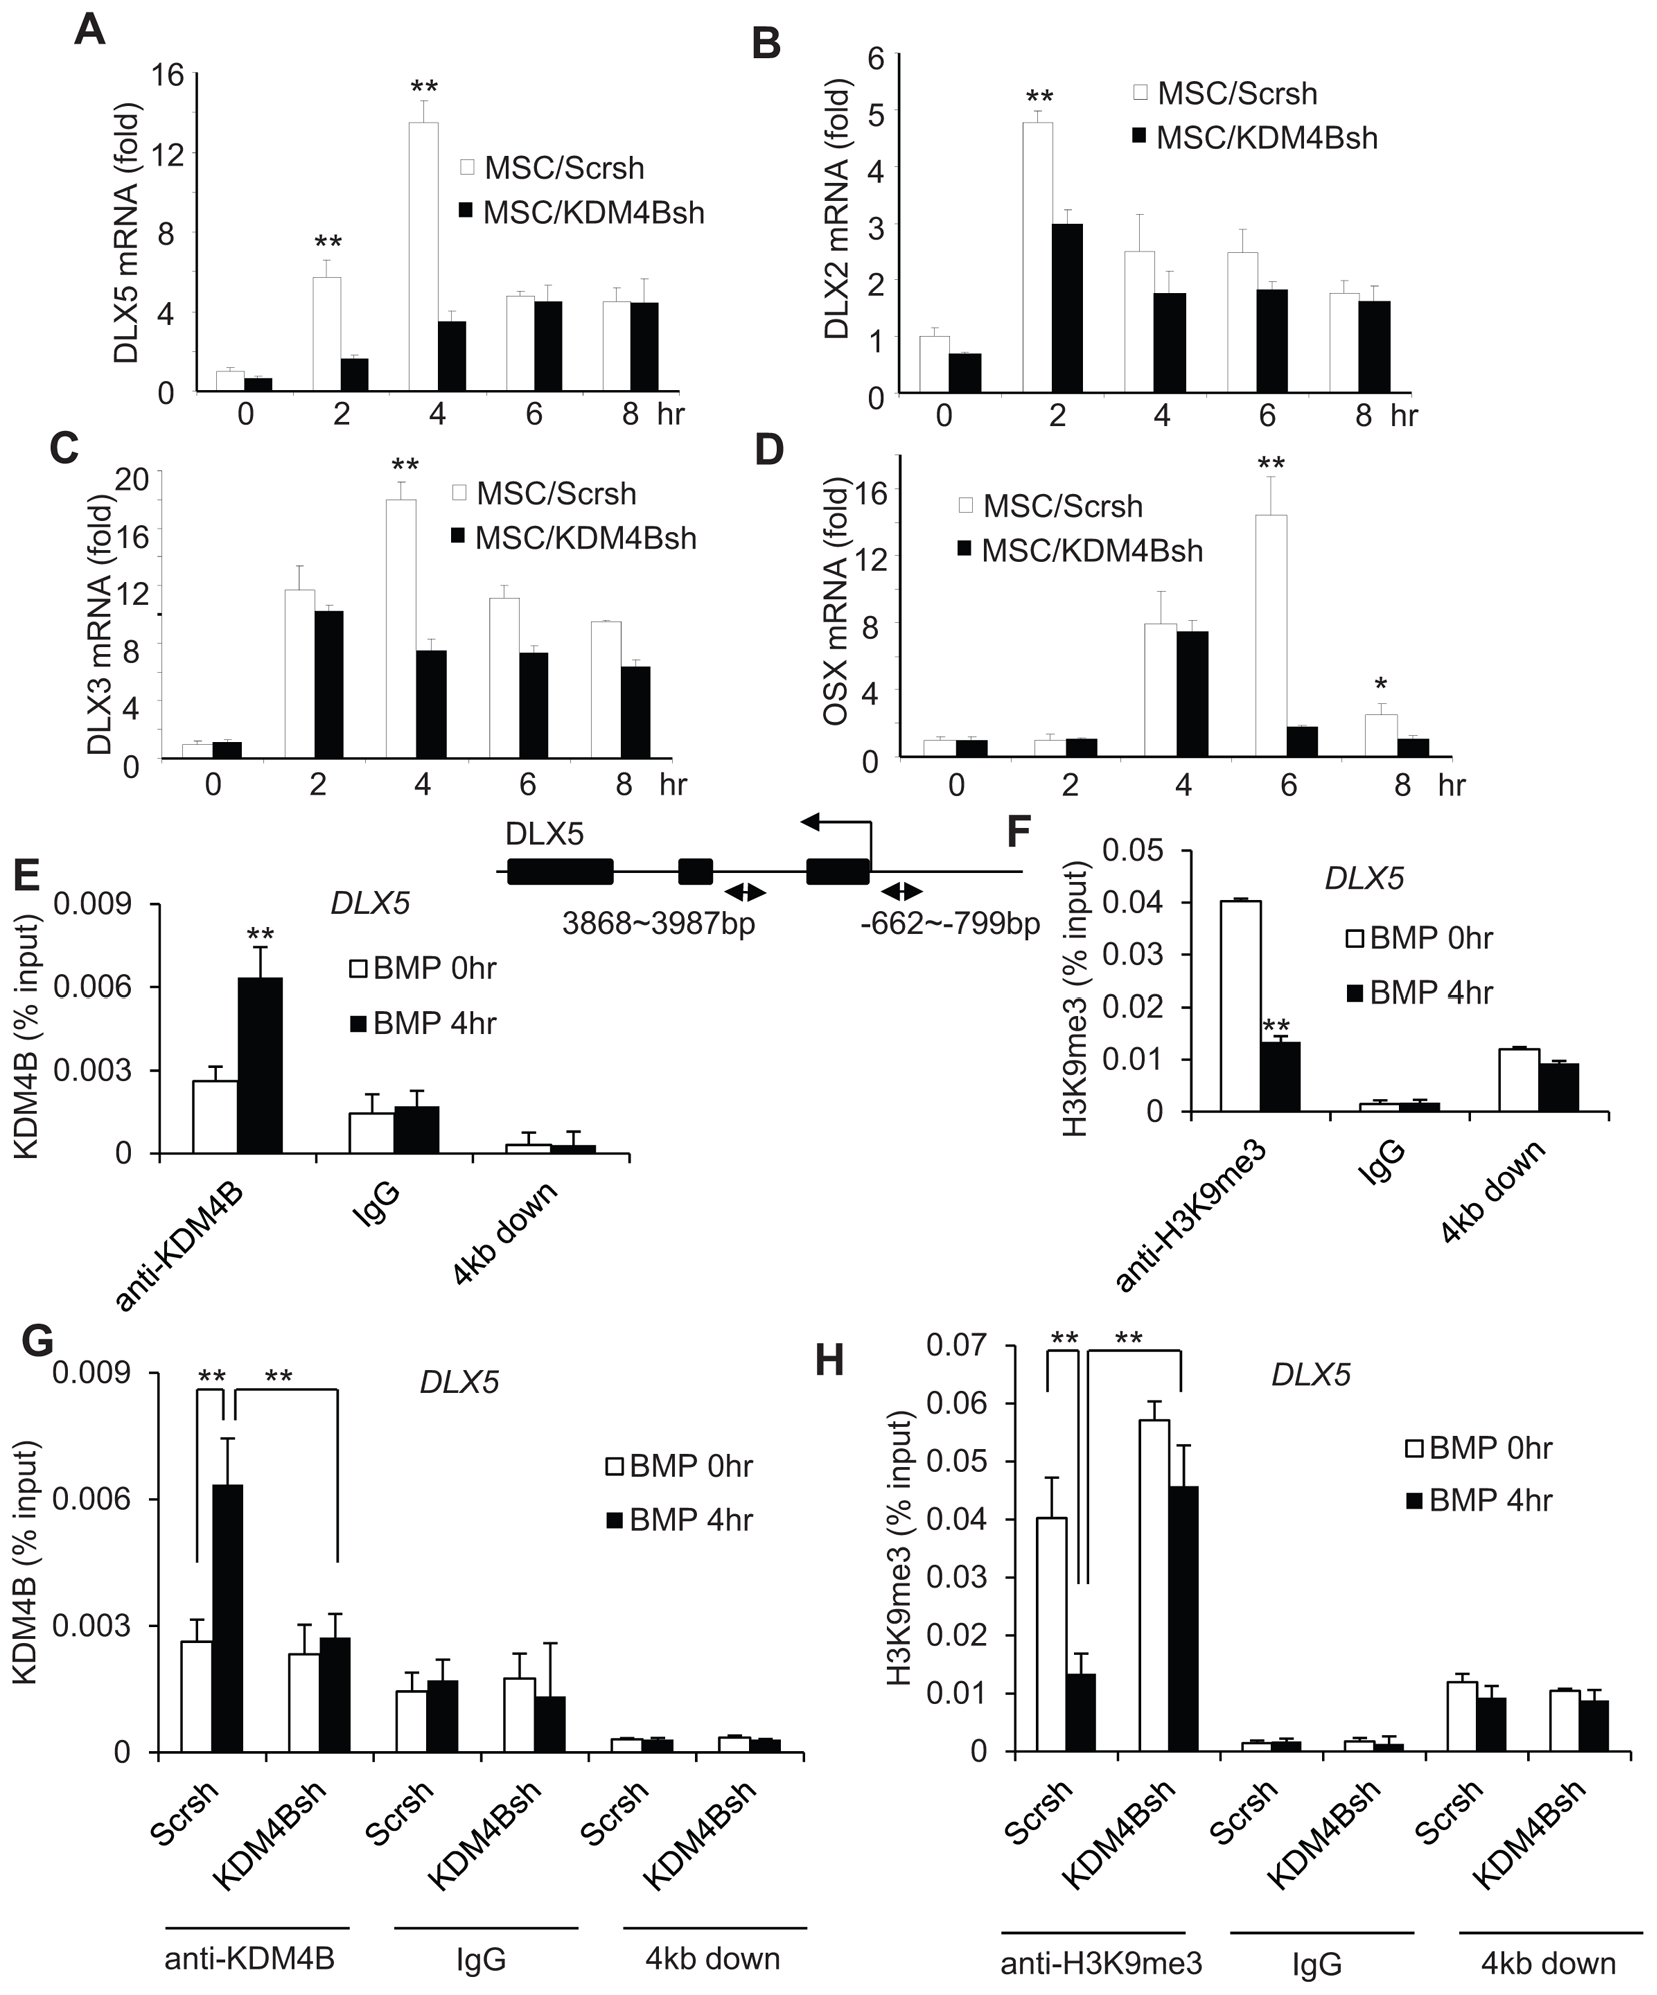 A
DLX5 mRNA (fold)
16
12
8
4
0
**
**
MSC/Scrsh
MSC/KDM4Bsh
0 2 4 6 8 hr
B
DLX2 mRNA (fold)
6
5
4
3
2
1
0
**
MSC/Scrsh
MSC/KDM4Bsh
0 2 4 6 8 hr
C
DLX3 mRNA (fold)
20
16
12
8
4
0
**
MSC/Scrsh
MSC/KDM4Bsh
0 2 4 6 8 hr
D
OSX mRNA (fold)
16
12
8
4
0
**
*
MSC/Scrsh
MSC/KDM4Bsh
0 2 4 6 8 hr
DLX5
3868~3987bp
-662~-799bp
E
KDM4B (% input)
0.009
0.006
0.003
0
DLX5
**
BMP 0hr
BMP 4hr
anti-KDM4B
IgG
4kb down
F
H3K9me3 (% input)
0.05
0.04
0.03
0.02
0.01
0
DLX5
**
BMP 0hr
BMP 4hr
anti-H3K9me3
IgG
4kb down
G
KDM4B (% input)
0.009
0.006
0.003
0
** **
DLX5
BMP 0hr
BMP 4hr
Scrsh
KDM4Bsh
Scrsh
KDM4Bsh
Scrsh
KDM4Bsh
anti-KDM4B
IgG
4kb down
H
H3K9me3 (% input)
0.07
0.06
0.05
0.04
0.03
0.02
0.01
0
** **
DLX5
BMP 0hr
BMP 4hr
Scrsh
KDM4Bsh
Scrsh
KDM4Bsh
Scrsh
KDM4Bsh
anti-H3K9me3
IgG
4kb down